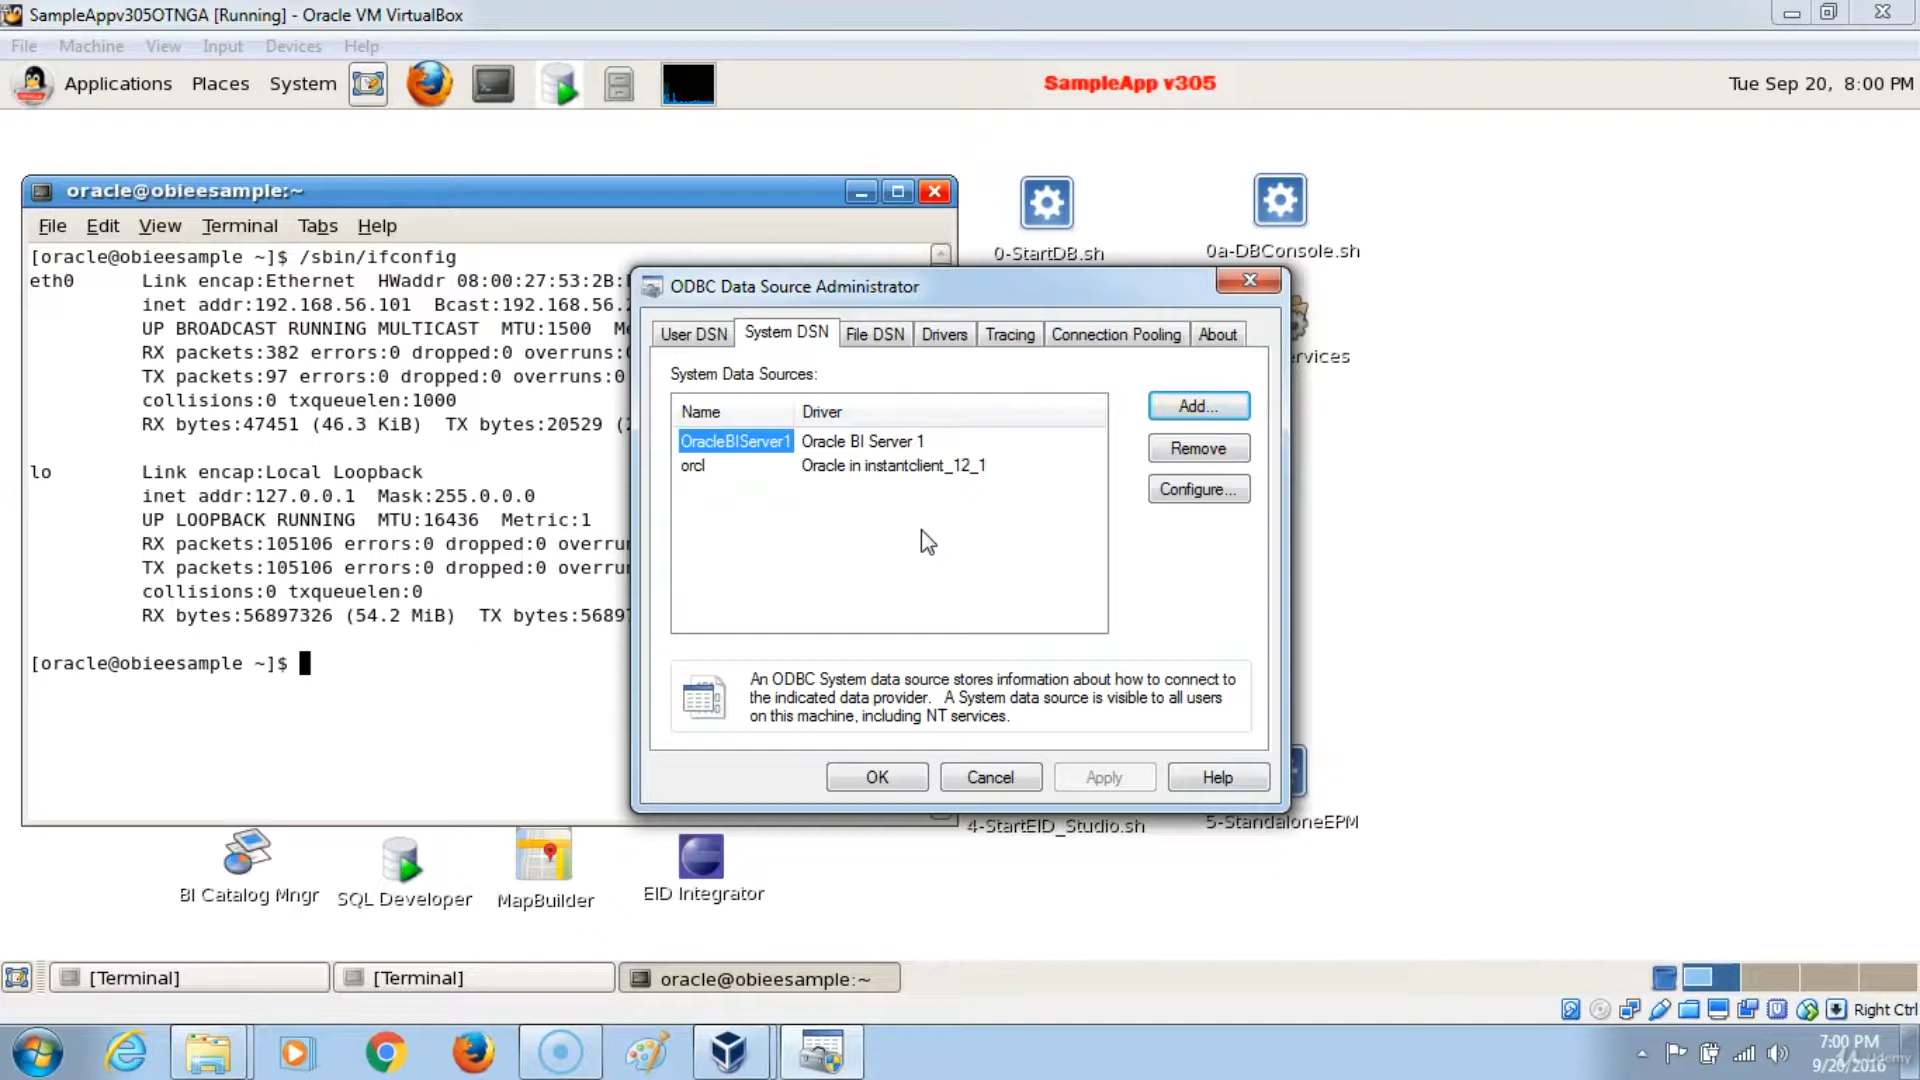 SampleAppv305OTNGA [Running] - Oracle VM VirtualBox
File Machine View Input Devices Help
Applications Places System SampleApp v305 Tue Sep 20, 8:00 PM
oracle@obieesample:~
File Edit View Terminal Tabs Help
[oracle@obieesample ~]$ /sbin/ifconfig
eth0 Link encap:Ethernet HWaddr 08:00:27:53:2B:
inet addr:192.168.56.101 Bcast:192.168.56.
UP BROADCAST RUNNING MULTICAST MTU:1500
RX packets:382 errors:0 dropped:0 overruns:0
TX packets:97 errors:0 dropped:0 overruns:0
collisions:0 txqueuelen:1000
RX bytes:47451 (46.3 KiB) TX bytes:20529 (
lo Link encap:Local Loopback
inet addr:127.0.0.1 Mask:255.0.0.0
UP LOOPBACK RUNNING MTU:16436 Metric:1
RX packets:105106 errors:0 dropped:0 overru
TX packets:105106 errors:0 dropped:0 overru
collisions:0 txqueuelen:0
RX bytes:56897326 (54.2 MiB) TX bytes:5689
[oracle@obieesample ~]$
0-StartDB.sh
0a-DBConsole.sh
rvices
ODBC Data Source Administrator
User DSN System DSN File DSN Drivers Tracing Connection Pooling About
System Data Sources:
Name Driver
OracleBIServer1 Oracle BI Server 1
orcl Oracle in instantclient_12_1
Add...
Remove
Configure...
An ODBC System data source stores information about how to connect to
the indicated data provider. A System data source is visible to all users
on this machine, including NT services.
OK Cancel Apply Help
4-StartEID_Studio.sh
5-StandaloneEPM
BI Catalog Mngr
SQL Developer
MapBuilder
EID Integrator
[Terminal] [Terminal] oracle@obieesample:~
Right Ctrl
7:00 PM
9/20/2016
Udemy